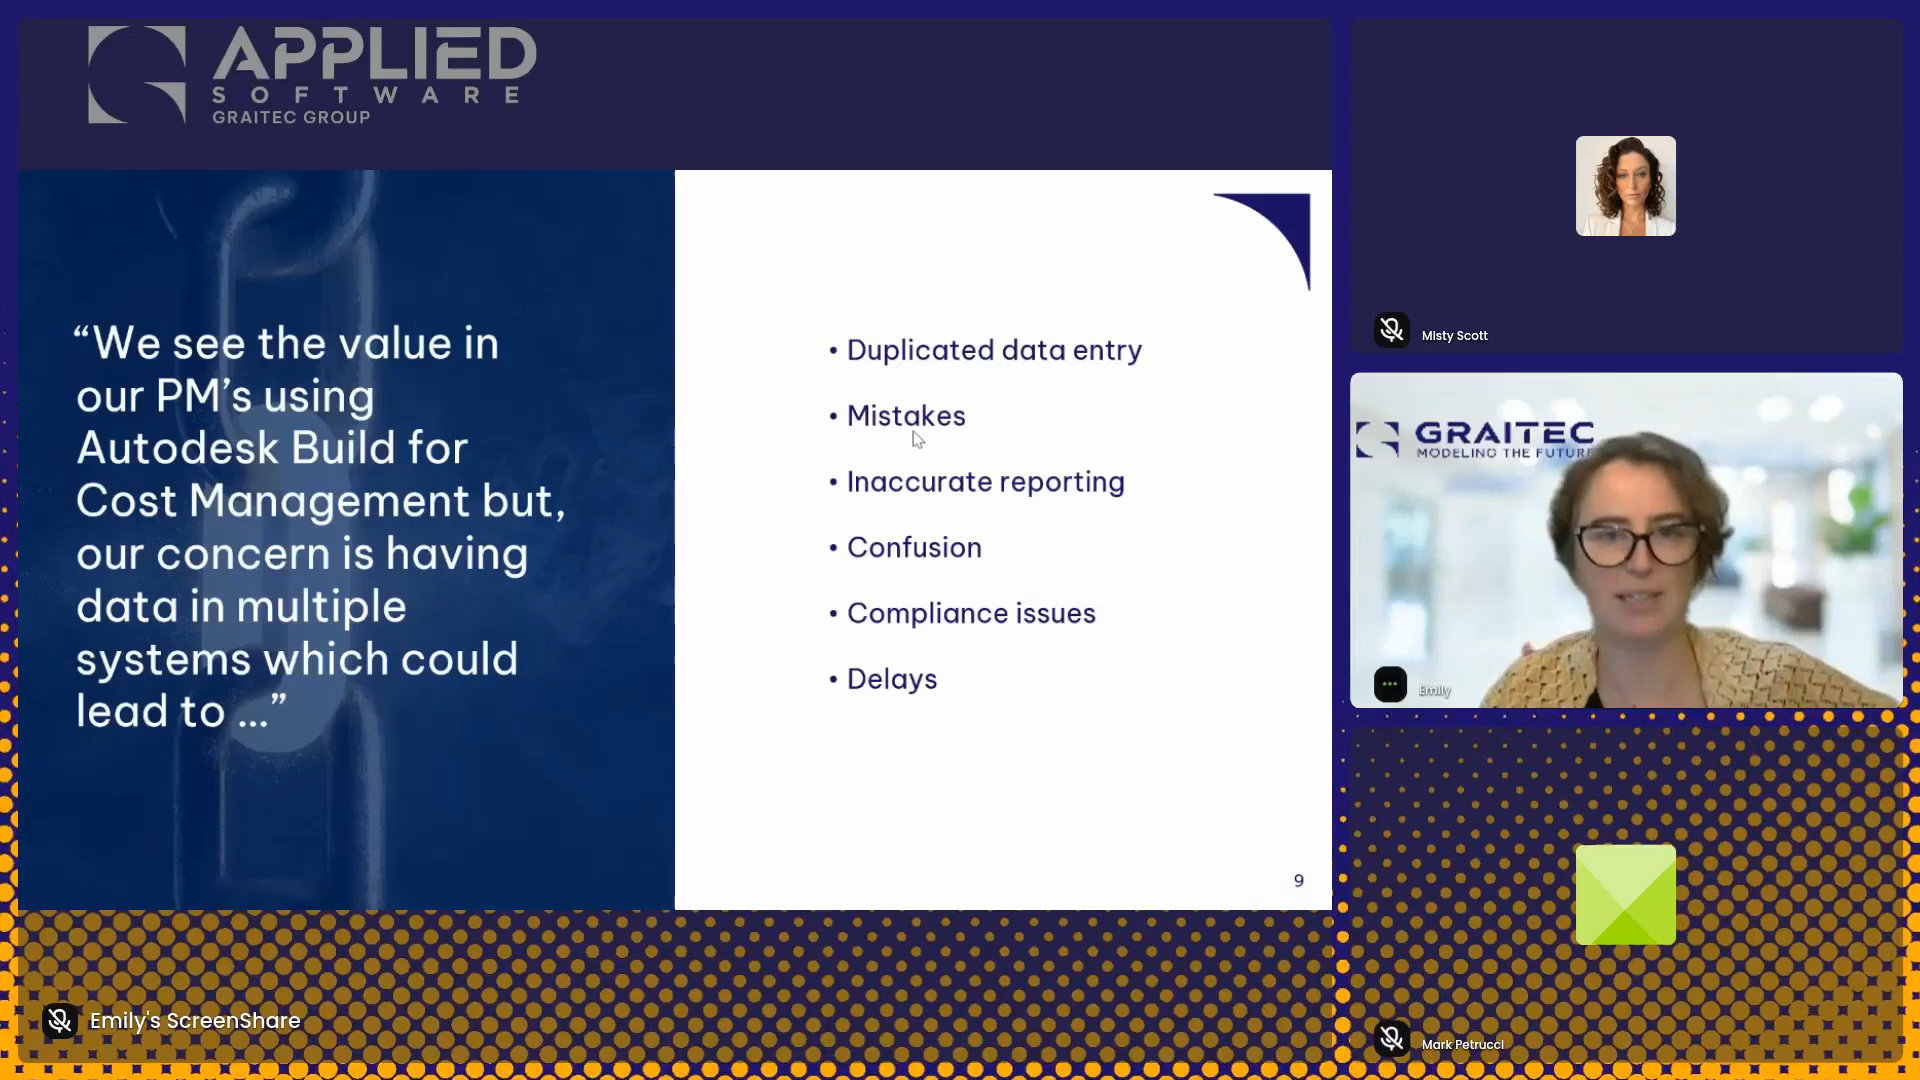 APPLIED
SOFTWARE
GRAITEC GROUP
“We see the value in
our PM’s using
Autodesk Build for
Cost Management but,
our concern is having
data in multiple
systems which could
lead to ...”
• Duplicated data entry
• Mistakes
• Inaccurate reporting
• Confusion
• Compliance issues
• Delays
9
Emily's ScreenShare
MIsty Scott
GRAITEC
MODELING THE FUTURE
Emily
Mark Petrucci